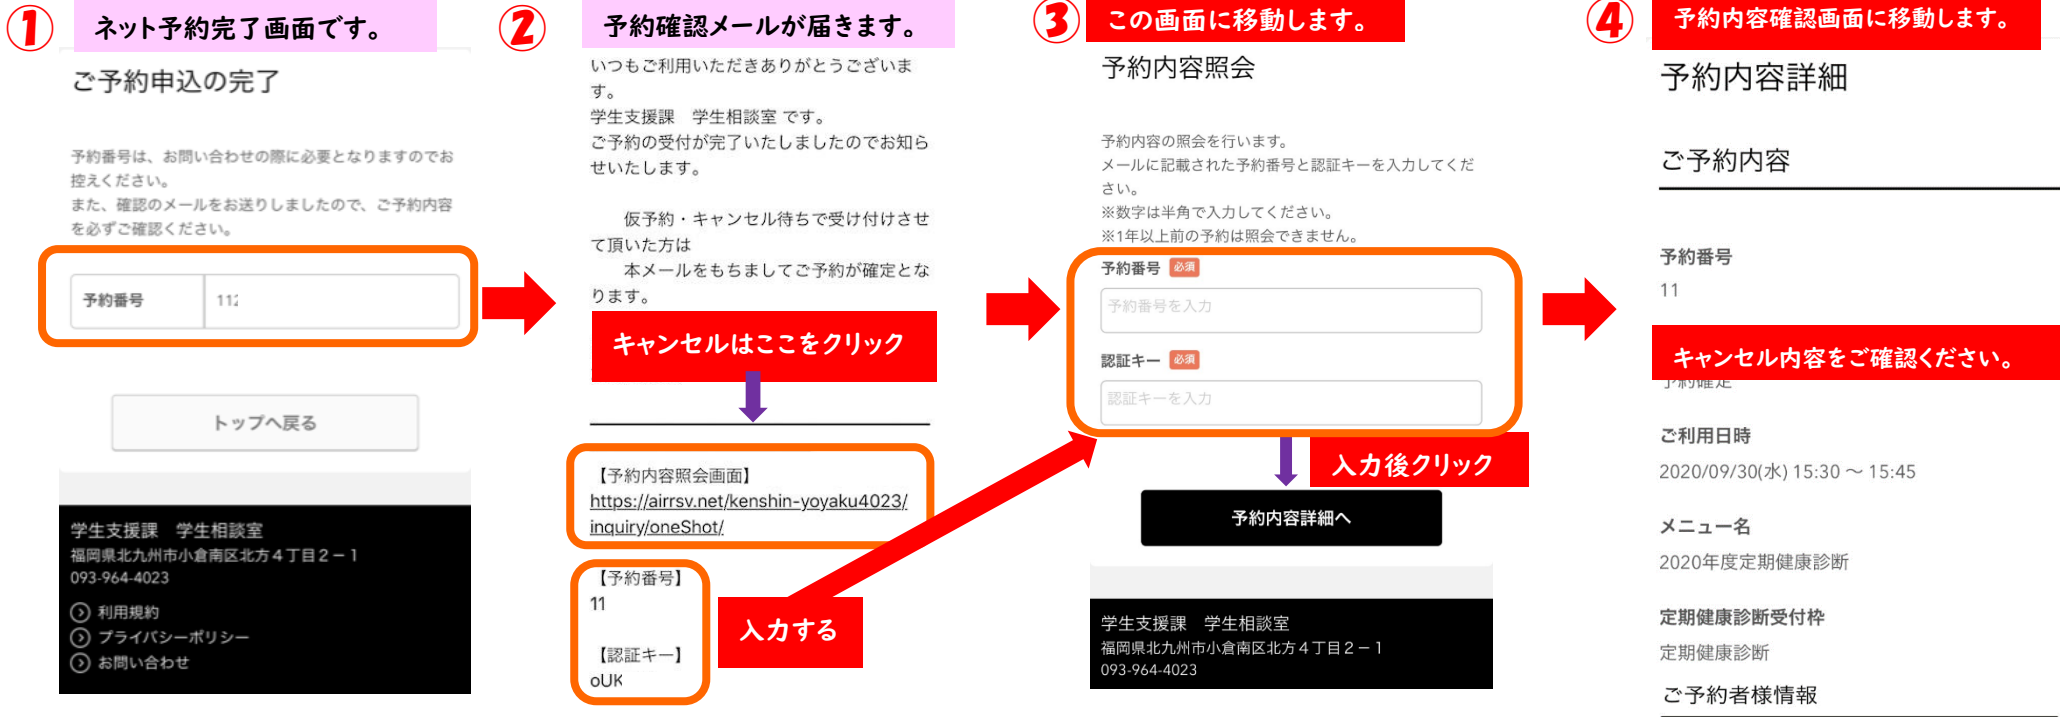 ①
ネット予約完了画面です。
ご予約申込の完了
予約番号は、お問い合わせの際に必要となりますのでお
控えください。
また、確認のメールをお送りしましたので、ご予約内容
を必ずご確認ください。
予約番号 112
トップへ戻る
学生支援課 学生相談室
福岡県北九州市小倉南区北方4丁目2−1
093-964-4023
利用規約
プライバシーポリシー
お問い合わせ
②
予約確認メールが届きます。
いつもご利用いただきありがとうございま
す。
学生支援課 学生相談室 です。
ご予約の受付が完了いたしましたのでお知ら
せいたします。
仮予約・キャンセル待ちで受け付けさせ
て頂いた方は
本メールをもちましてご予約が確定とな
ります。
キャンセルはここをクリック
【予約内容照会画面】
https://airrsv.net/kenshin-yoyaku4023/
inquiry/oneShot/
【予約番号】
11
【認証キー】
oUK
入力する
③
この画面に移動します。
予約内容照会
予約内容の照会を行います。
メールに記載された予約番号と認証キーを入力してくだ
さい。
※数字は半角で入力してください。
※1年以上前の予約は照会できません。
予約番号 必須
予約番号を入力
認証キー 必須
認証キーを入力
入力後クリック
予約内容詳細へ
学生支援課 学生相談室
福岡県北九州市小倉南区北方4丁目2−1
093-964-4023
④
予約内容確認画面に移動します。
予約内容詳細
ご予約内容
予約番号
11
キャンセル内容をご確認ください。
予約確定
ご利用日時
2020/09/30(水) 15:30 ～ 15:45
メニュー名
2020年度定期健康診断
定期健康診断受付枠
定期健康診断
ご予約者様情報